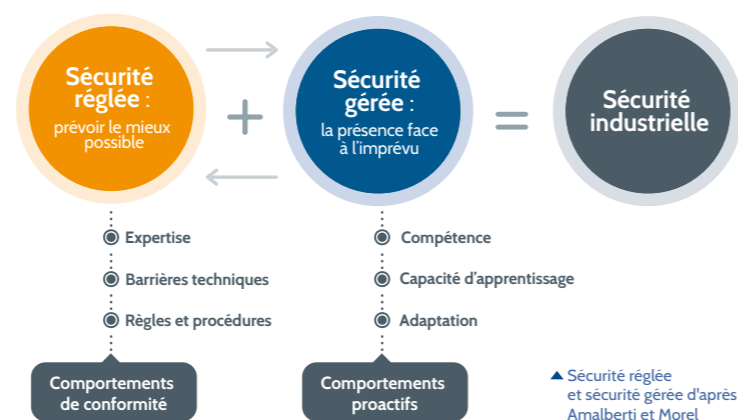 Sécurité
réglée :
prévoir le mieux
possible
+
Sécurité
gérée :
la présence face
à l'imprévu
=
Sécurité
industrielle
Expertise
Barrières techniques
Règles et procédures
Comportements
de conformité
Compétence
Capacité d'apprentissage
Adaptation
Comportements
proactifs
Sécurité réglée
et sécurité gérée d'après
Amalberti et Morel